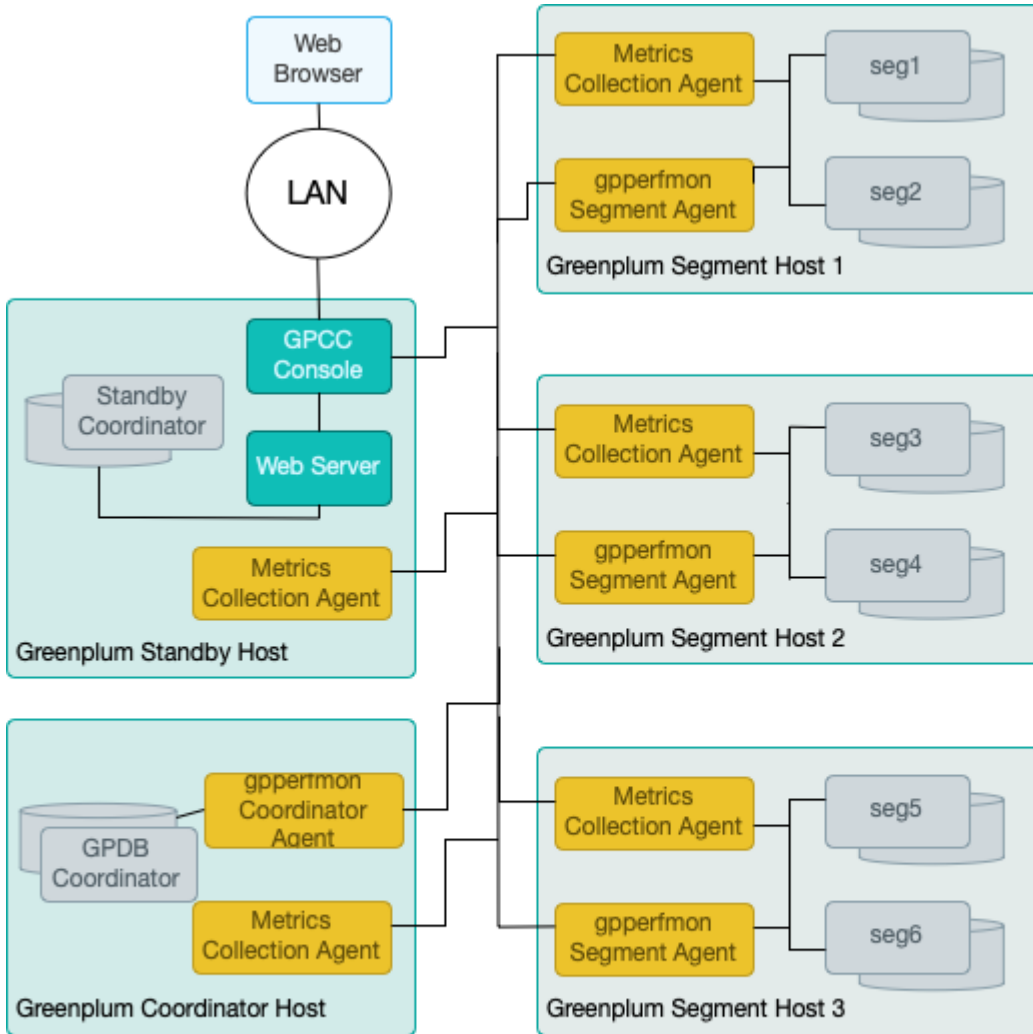 Web
Browser
LAN
GPCC
Console
Standby
Coordinator
Web Server
Metrics
Collection Agent
Greenplum Standby Host
gpperfmon
Coordinator
Agent
GPDB
Coordinator
Metrics
Collection Agent
Greenplum Coordinator Host
Metrics
Collection Agent
seg1
gpperfmon
Segment Agent
seg2
Greenplum Segment Host 1
Metrics
Collection Agent
seg3
gpperfmon
Segment Agent
seg4
Greenplum Segment Host 2
Metrics
Collection Agent
seg5
gpperfmon
Segment Agent
seg6
Greenplum Segment Host 3